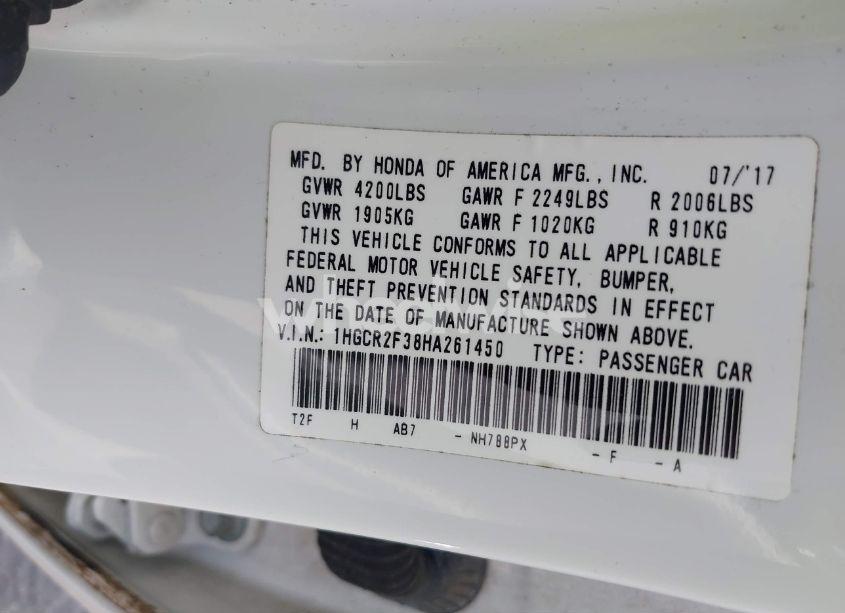 MFD. BY HONDA OF AMERICA MFG., INC. 07/'17
GVWR 4200LBS GAWR F 2249LBS R 2006LBS
GVWR 1905KG GAWR F 1020KG R 910KG
THIS VEHICLE CONFORMS TO ALL APPLICABLE
FEDERAL MOTOR VEHICLE SAFETY, BUMPER,
AND THEFT PREVENTION STANDARDS IN EFFECT
ON THE DATE OF MANUFACTURE SHOWN ABOVE.
V.I.N.: 1HGCR2F38HA261450 TYPE: PASSENGER CAR
T2F H AB7 - NH788PX - F - A